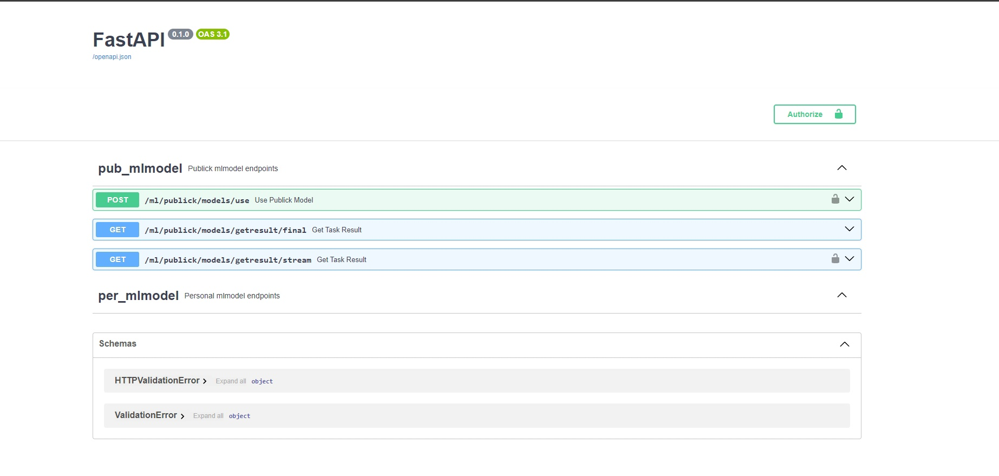 FastAPI 0.1.0 OAS 3.1
/openapi.json
Authorize
pub_mlmodel Publick mlmodel endpoints
POST /ml/publick/models/use Use Publick Model
GET /ml/publick/models/getresult/final Get Task Result
GET /ml/publick/models/getresult/stream Get Task Result
per_mlmodel Personal mlmodel endpoints
Schemas
HTTPValidationError Expand all object
ValidationError Expand all object